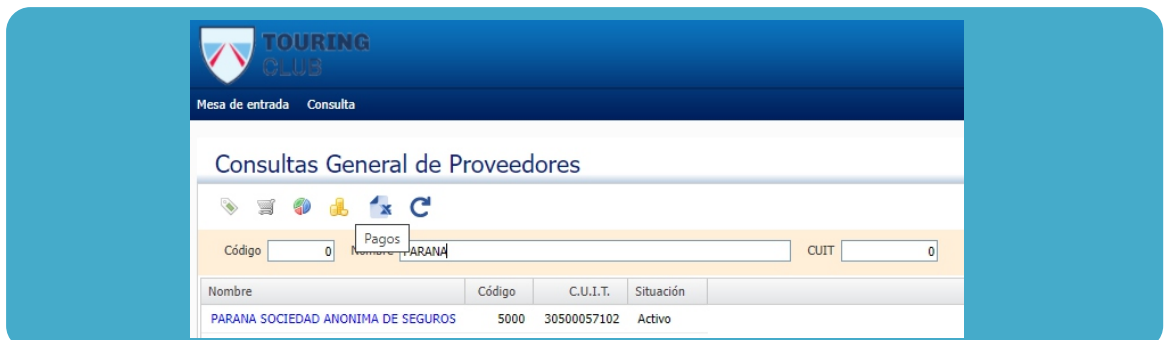 TOURING
CLUB
Mesa de entrada Consulta
Consultas General de Proveedores
Pagos
Código 0 Nombre PARANA CUIT 0
Nombre Código C.U.I.T. Situación
PARANA SOCIEDAD ANONIMA DE SEGUROS 5000 30500057102 Activo